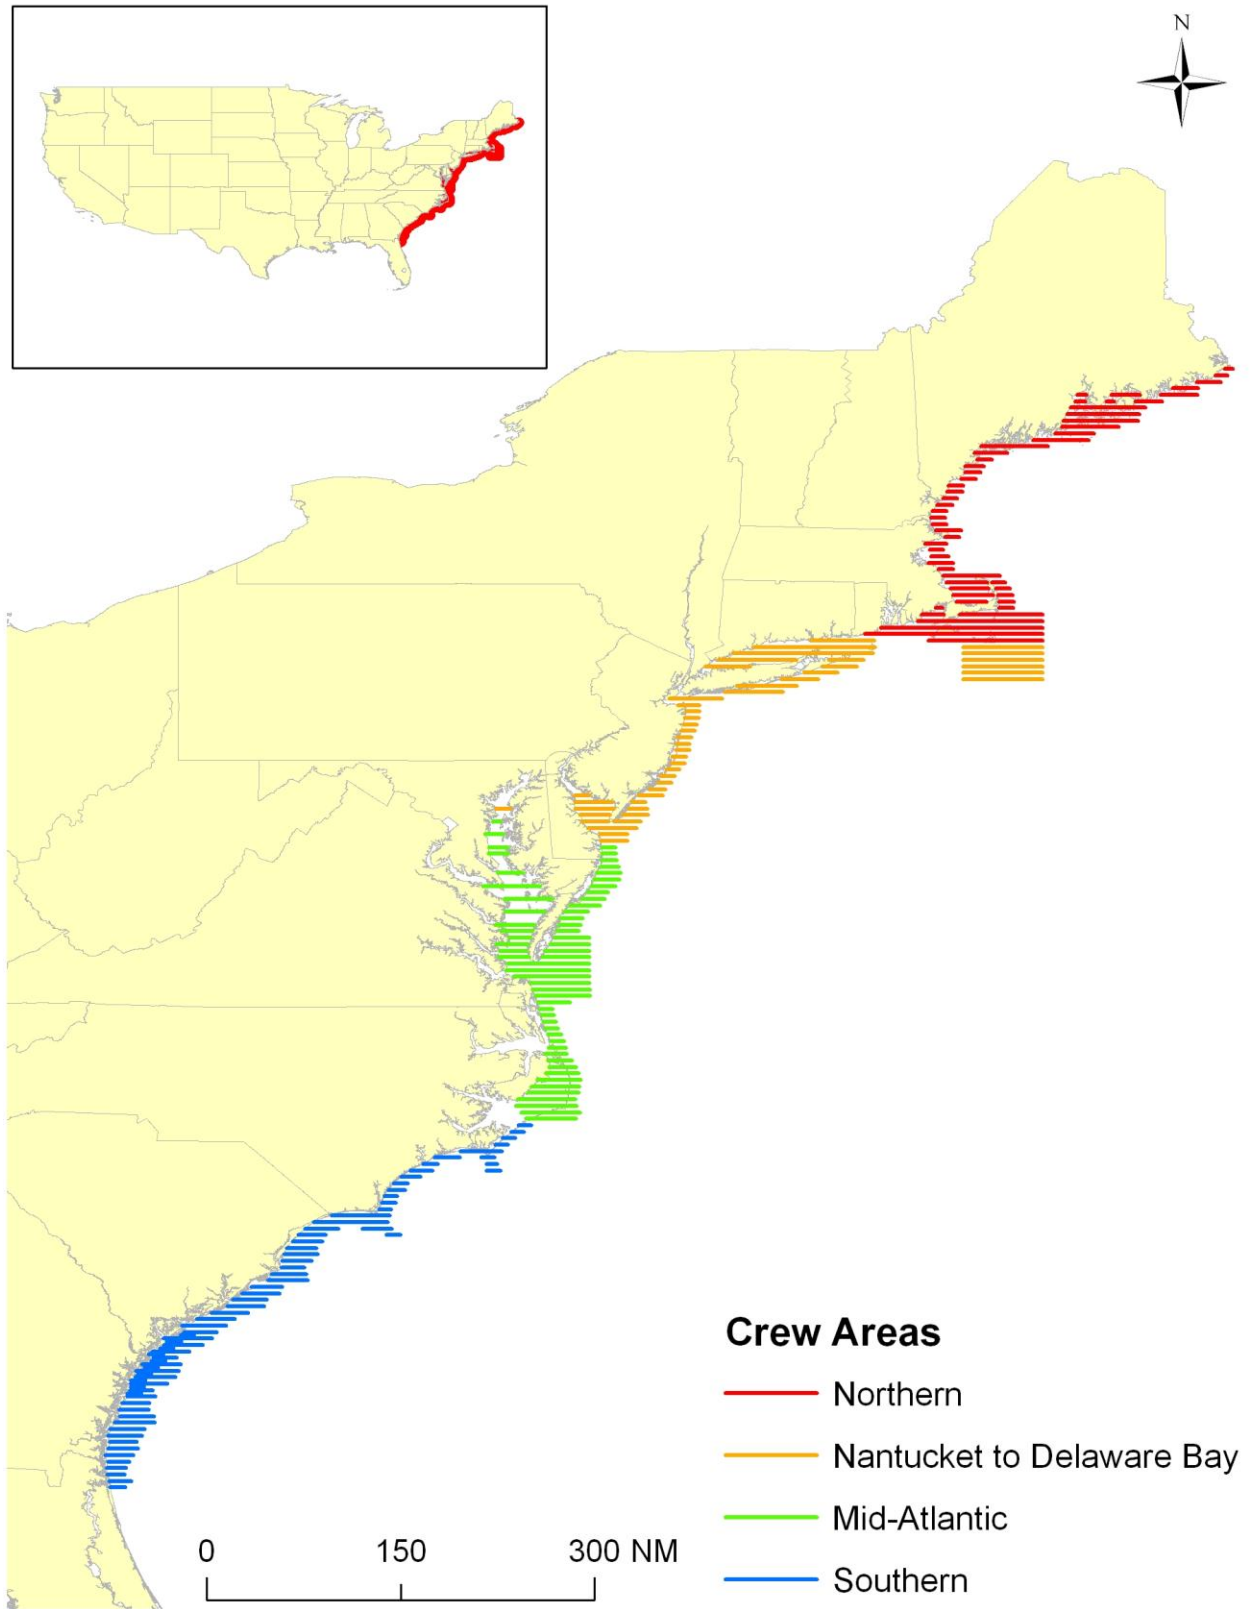 N
Crew Areas
Northern
Nantucket to Delaware Bay
Mid-Atlantic
Southern
0 150 300 NM